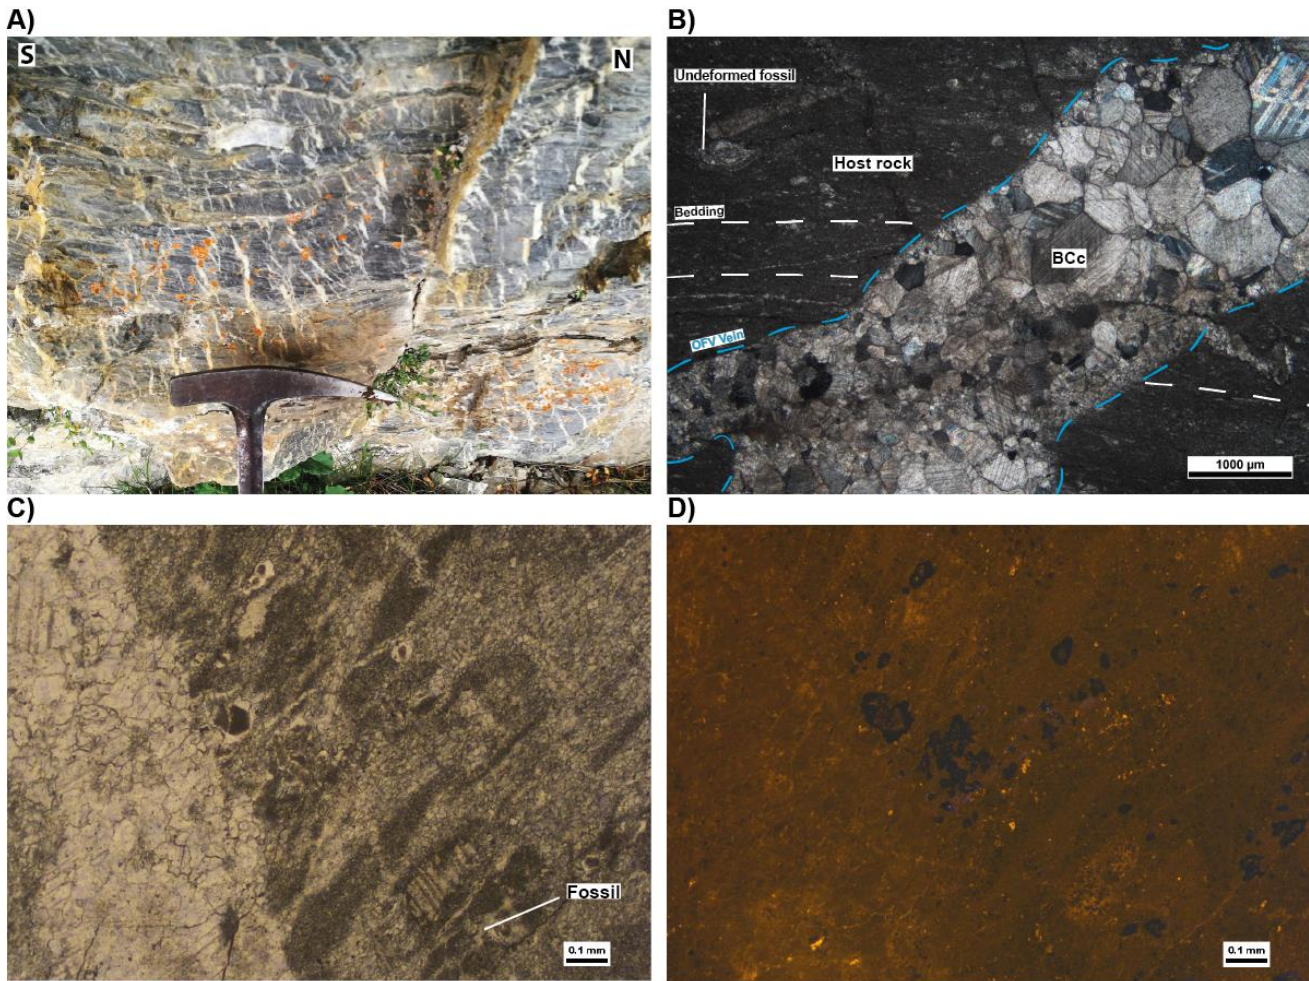 A)
S
N
B)
Undeformed fossil
Host rock
Bedding
BCc
OFV Vein
1000 µm
C)
Fossil
0.1 mm
D)
0.1 mm